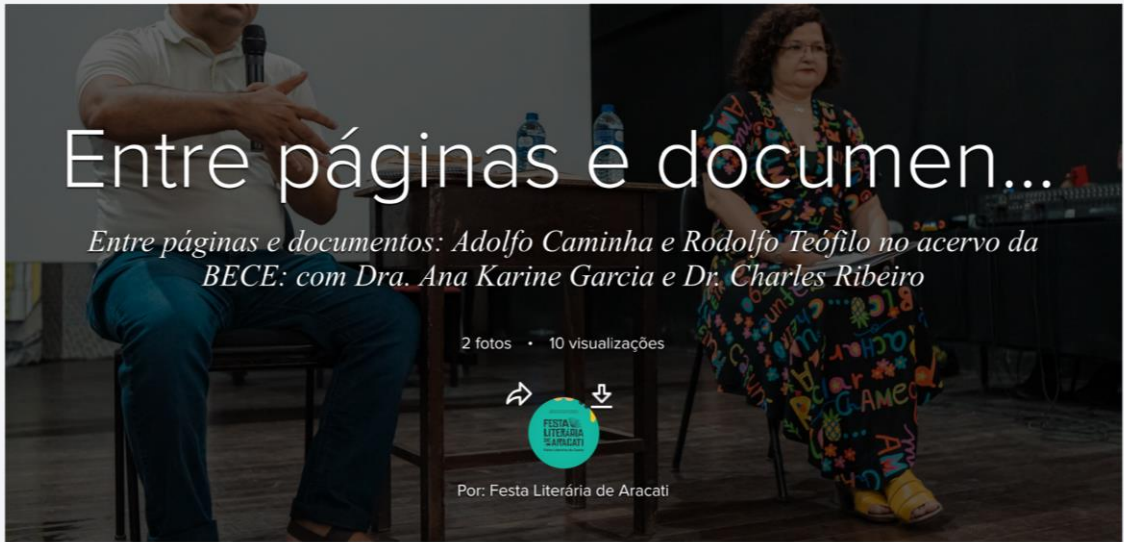 Entre páginas e documen...
Entre páginas e documentos: Adolfo Caminha e Rodolfo Teófilo no acervo da
BECE: com Dra. Ana Karine Garcia e Dr. Charles Ribeiro
2 fotos • 10 visualizações
FESTA
LITERÁRIA
DE ARACATI
Por: Festa Literária de Aracati